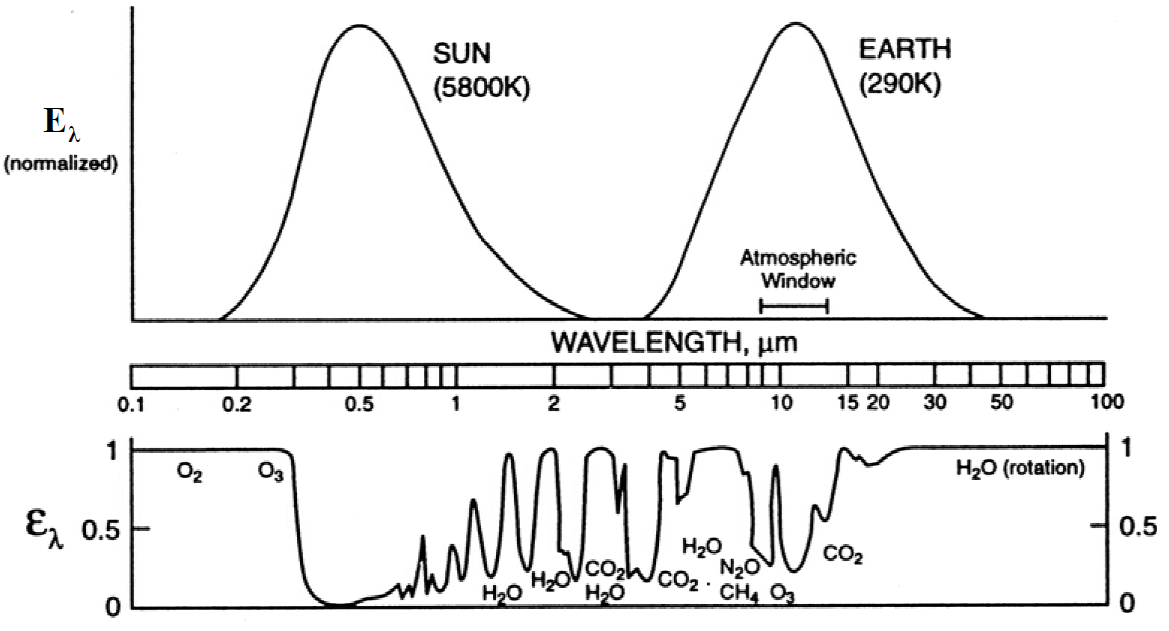 SUN
(5800K)
EARTH
(290K)
E λ
(normalized)
Atmospheric
Window
WAVELENGTH, μm
0.1 0.2 0.5 1 2 5 10 15 20 30 50 100
1 1
O2 O3 H2O (rotation)
ελ 0.5 0.5
H2O CO2
CO2 N2O
H2O CO2
H2O H2O CH4 O3
0 0